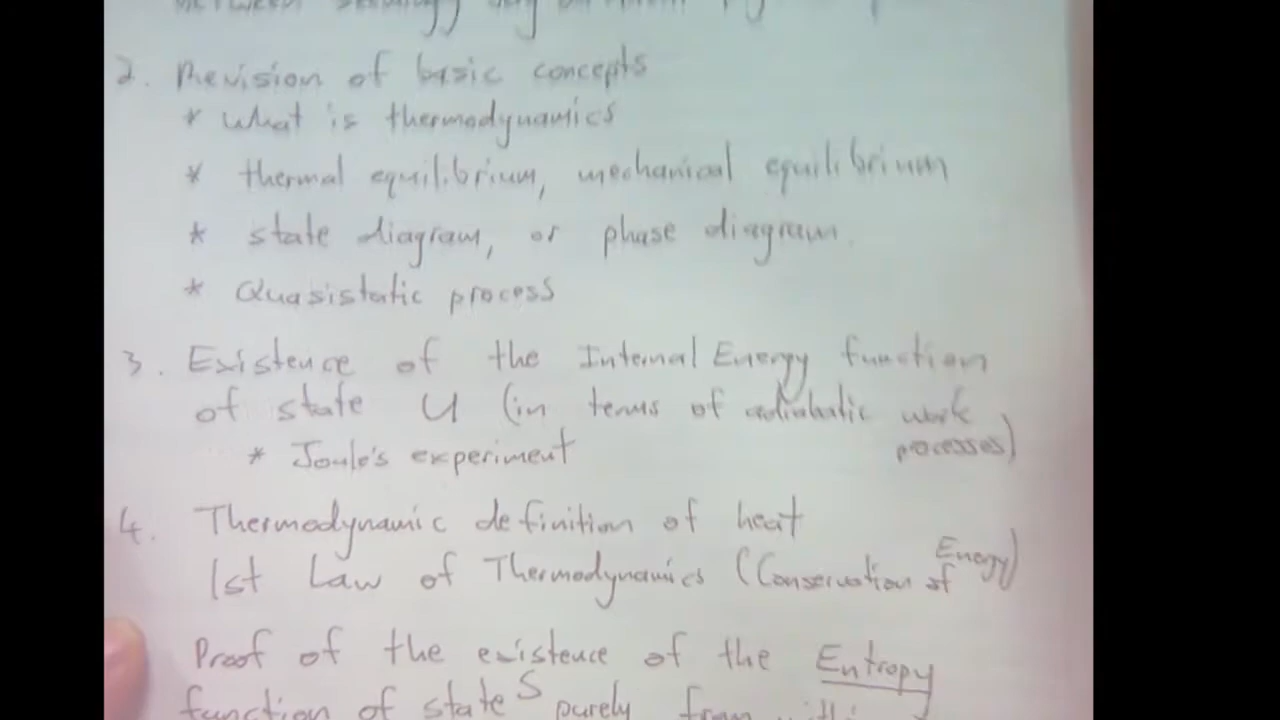 between
2. Revision of basic concepts
* What is thermodynamics
* thermal equilibrium, mechanical equilibrium
* state diagram, or phase diagram.
* Quasistatic process
3. Existence of the Internal Energy function
of state U (in terms of adiabatic work
processes)
* Joule's experiment
4. Thermodynamic definition of heat
1st Law of Thermodynamics (Conservation of Energy)
Proof of the existence of the Entropy
function of state S purely from within